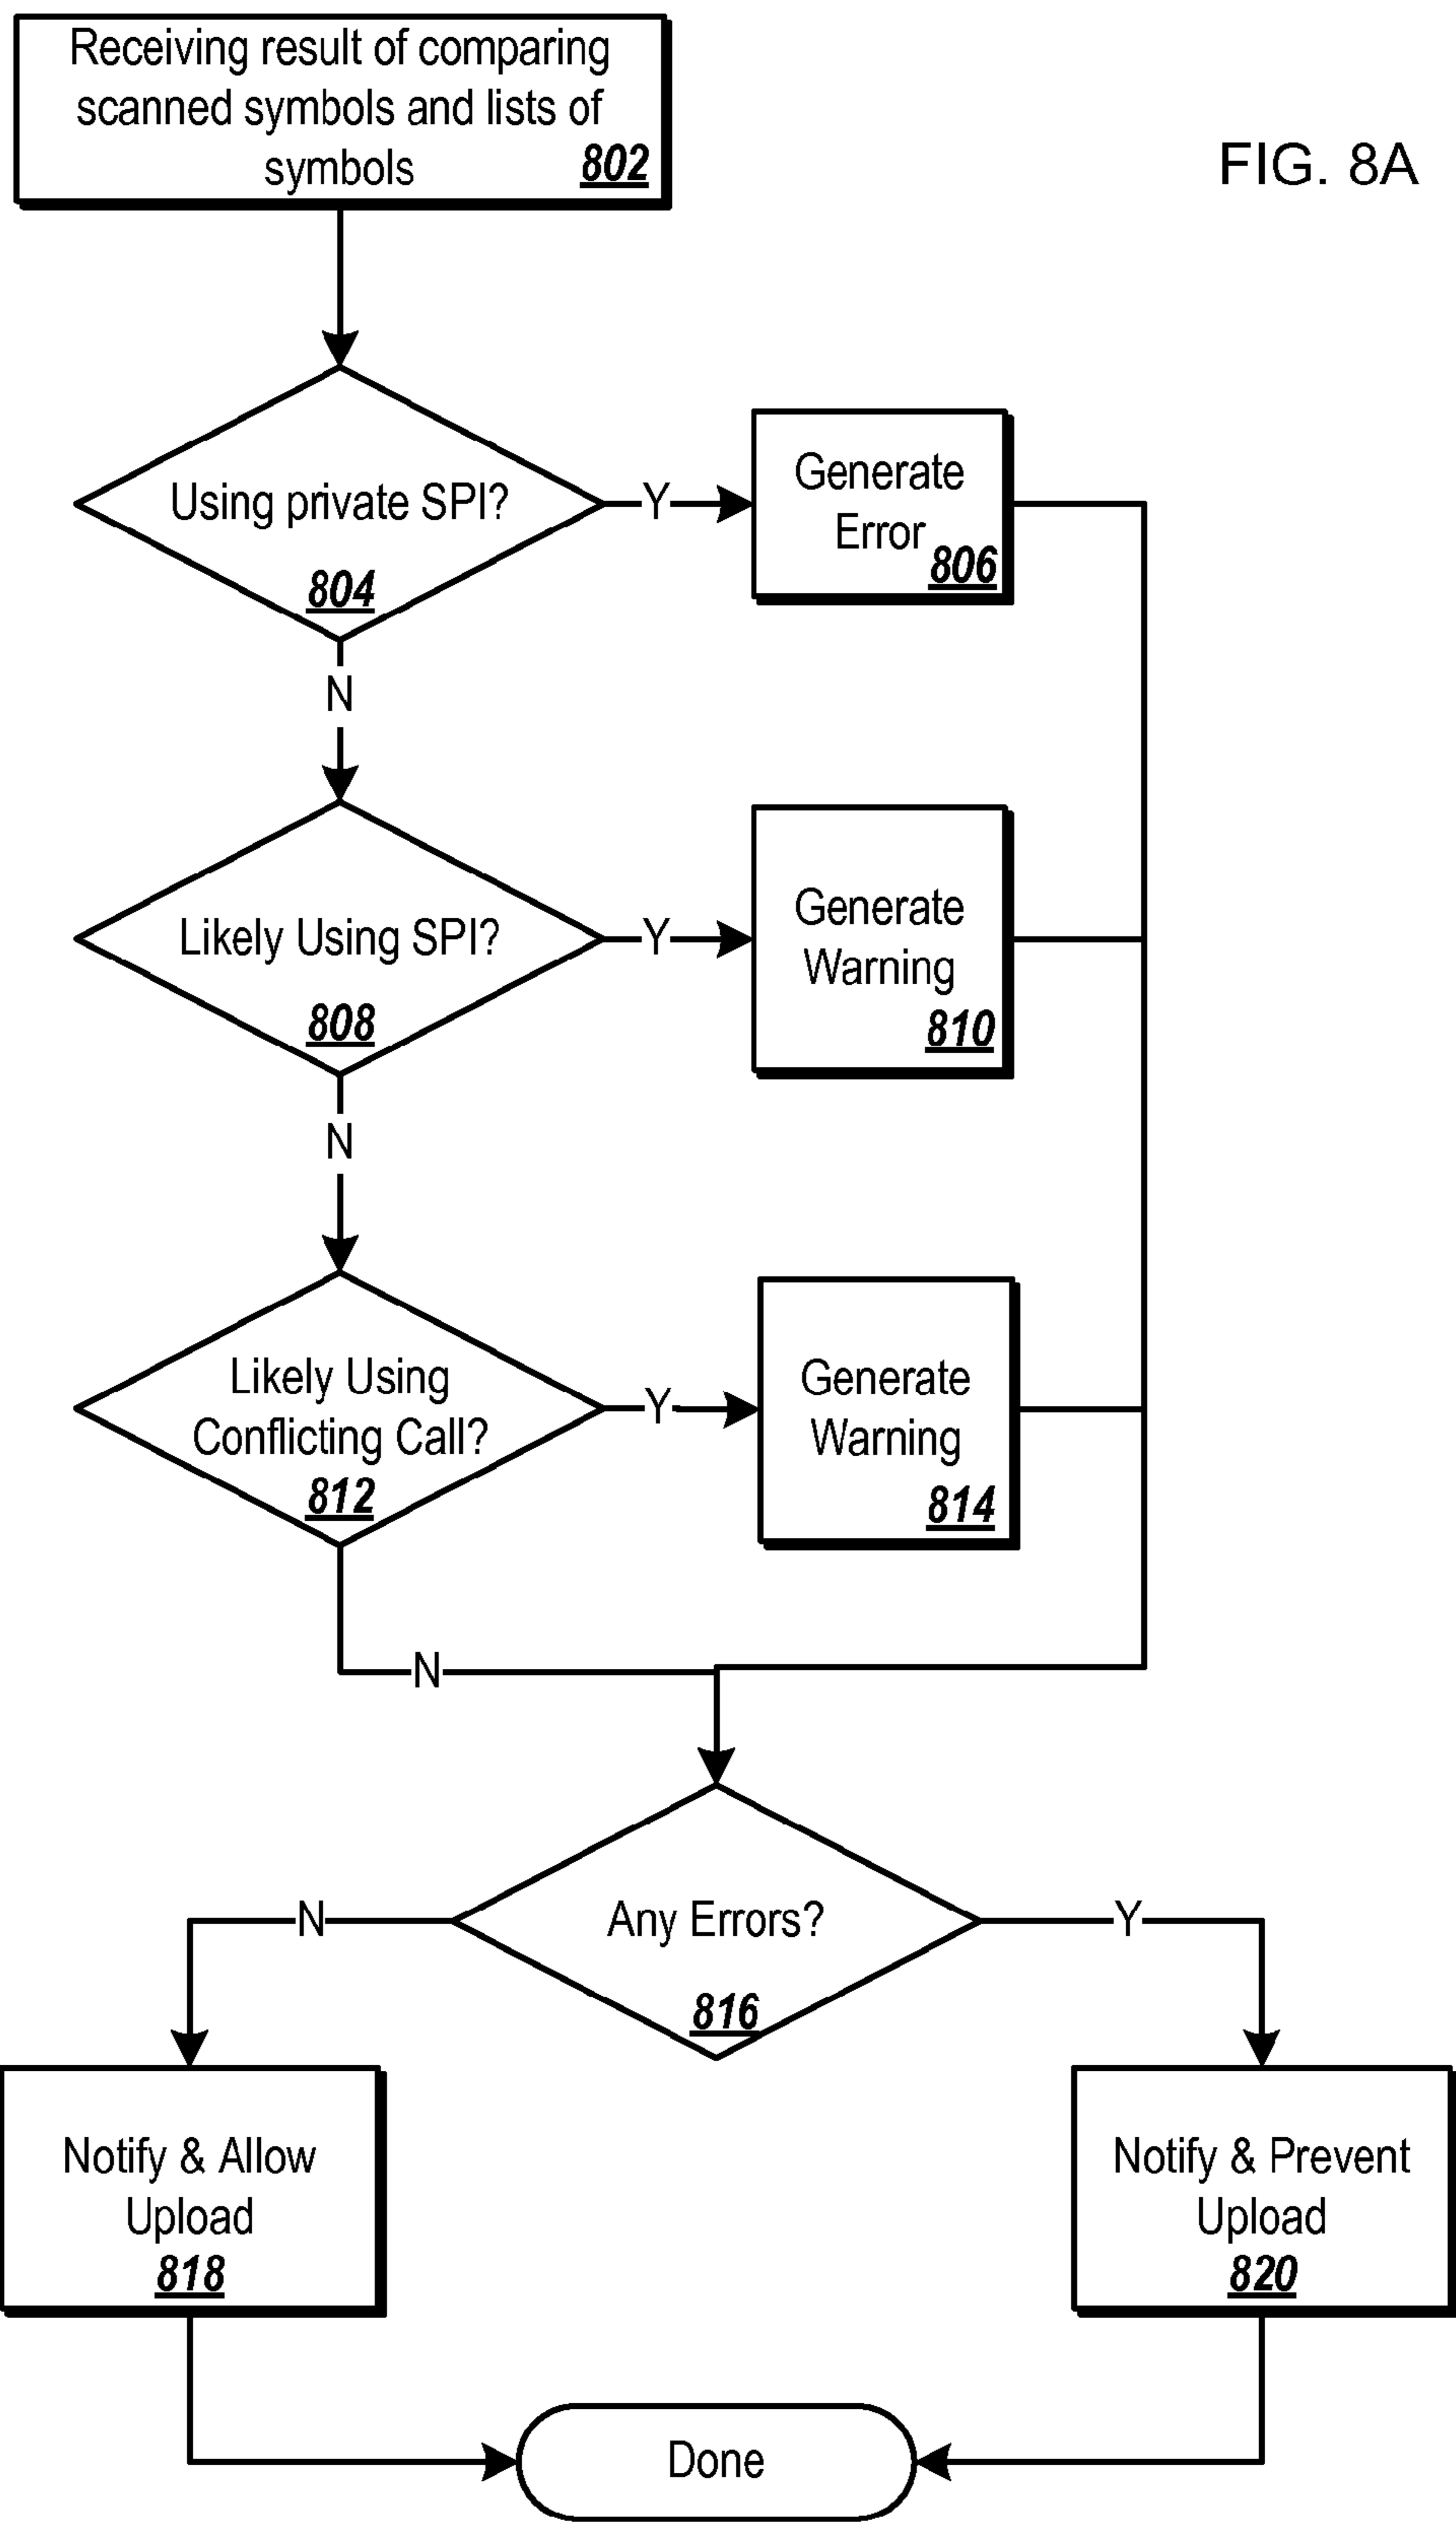 Receiving result of comparing
scanned symbols and lists of
symbols 802
FIG. 8A
Using private SPI?
804
Y
Generate
Error 806
N
Likely Using SPI?
808
Y
Generate
Warning
810
N
Likely Using
Conflicting Call?
812
Y
Generate
Warning
814
N
Any Errors?
816
N
Y
Notify & Allow
Upload
818
Notify & Prevent
Upload
820
Done